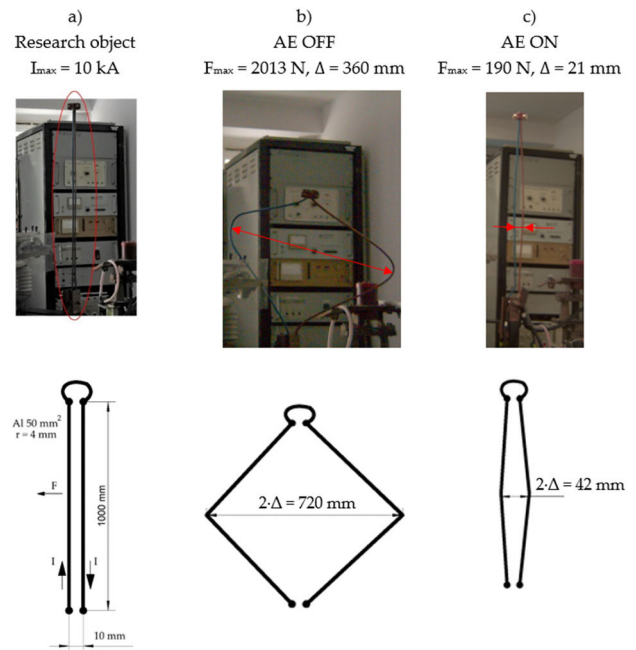 a)
Research object
Imax = 10 kA
b)
AE OFF
Fmax = 2013 N, Δ = 360 mm
c)
AE ON
Fmax = 190 N, Δ = 21 mm
Al 50 mm²
r = 4 mm
F
1000 mm
I
I
10 mm
2·Δ = 720 mm
2·Δ = 42 mm